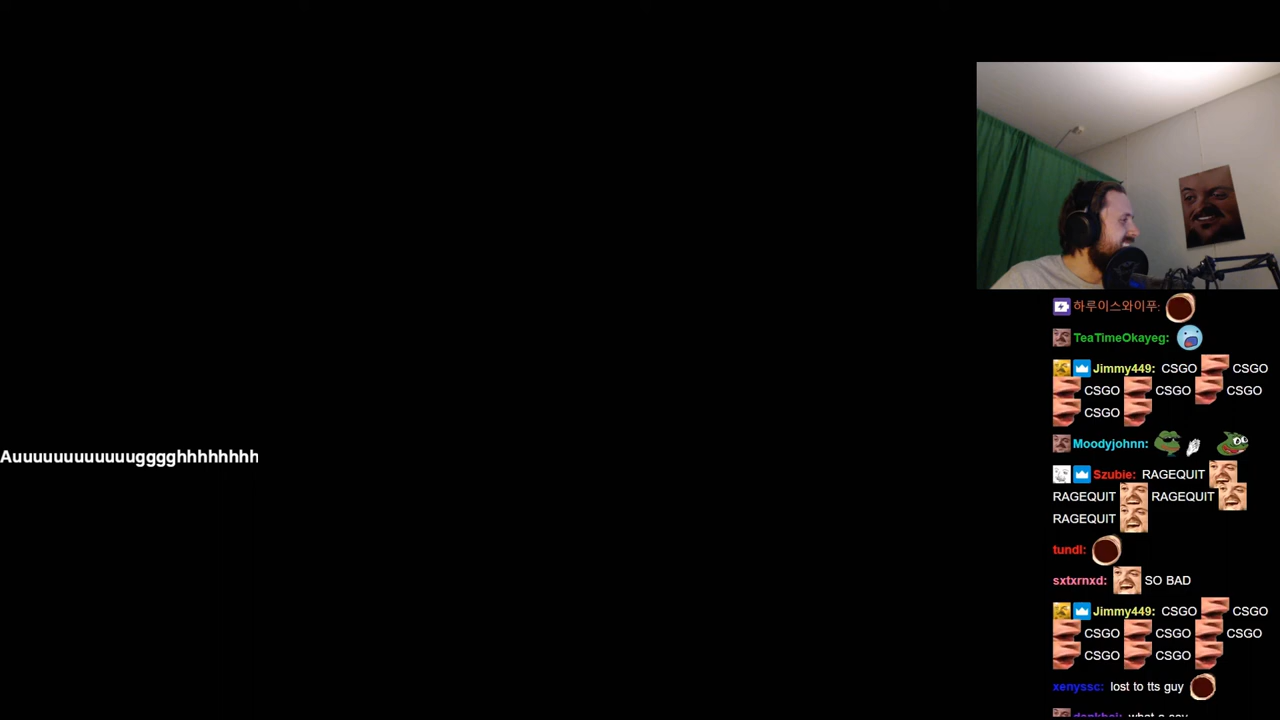 하루이스와이푸:
TeaTimeOkayeg:
Jimmy449: CSGO CSGO
CSGO CSGO CSGO
CSGO
Auuuuuuuuuuuuggggghhhhhhhh
Moodyjohnn:
Szubie: RAGEQUIT
RAGEQUIT RAGEQUIT
RAGEQUIT
tundl:
sxtxrnxd: SO BAD
Jimmy449: CSGO CSGO
CSGO CSGO CSGO
CSGO CSGO
xenyssc: lost to tts guy